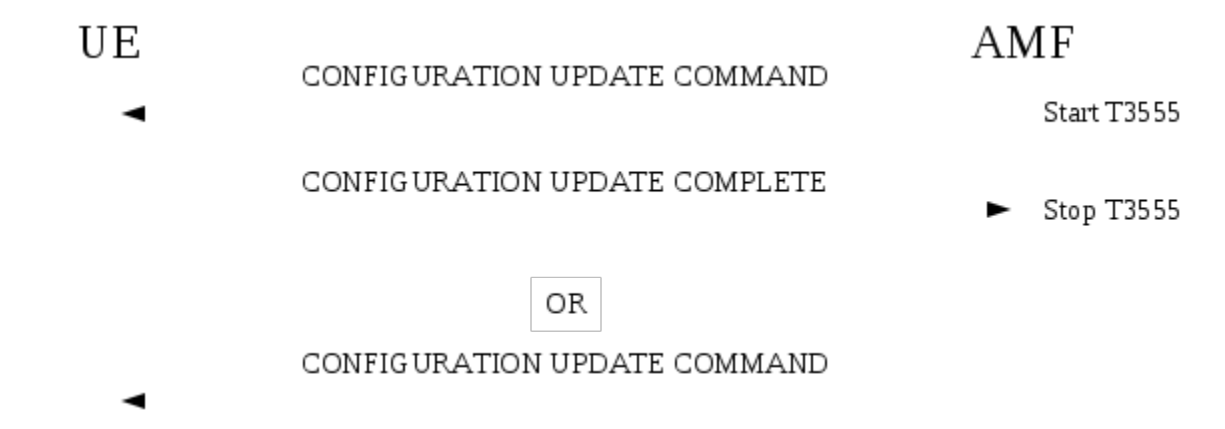 UE AMF
CONFIGURATION UPDATE COMMAND
Start T3555
CONFIGURATION UPDATE COMPLETE
Stop T3555
OR
CONFIGURATION UPDATE COMMAND